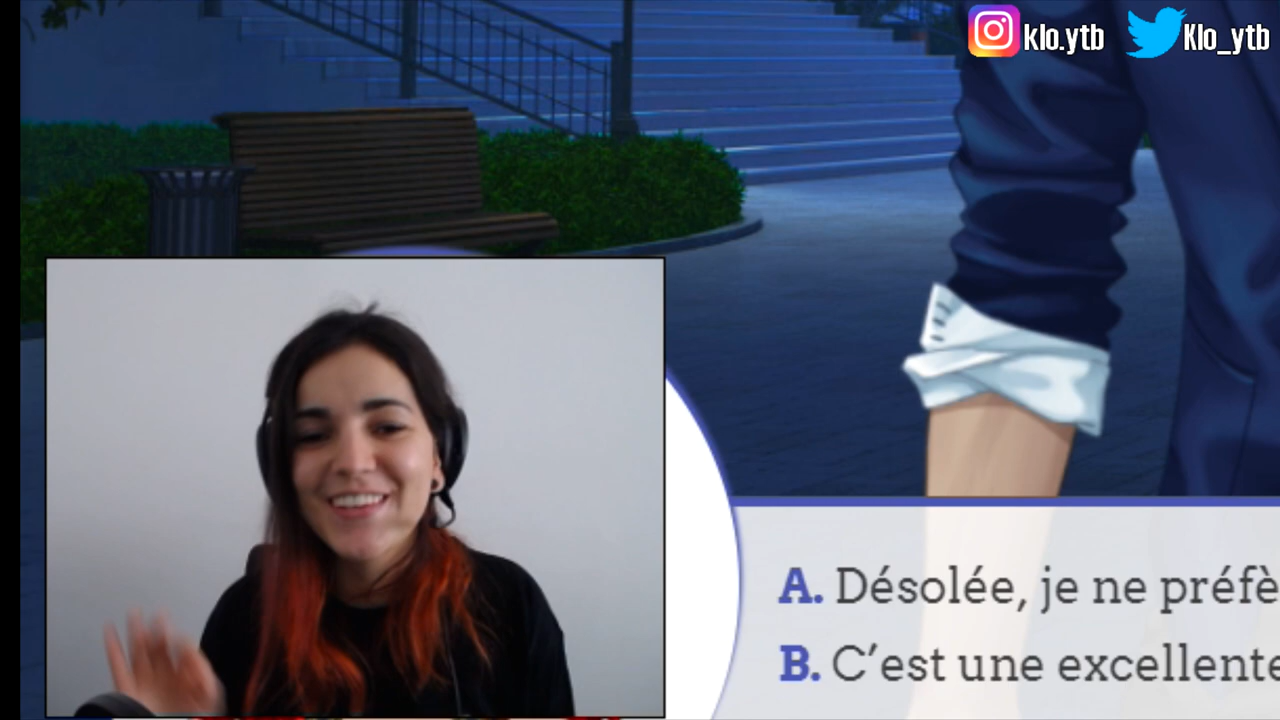 klo.ytb Klo_ytb
A. Désolée, je ne préfè
B. C'est une excellente